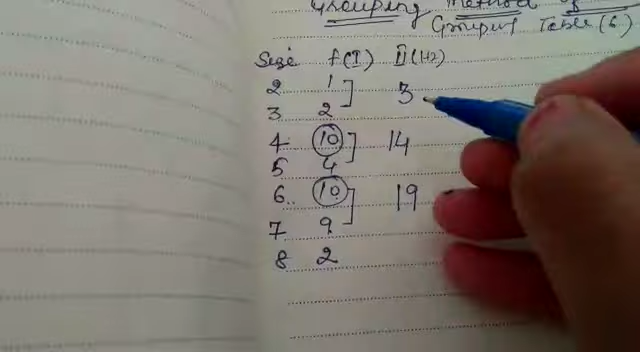 Grouping Method of
Grouping Table (6)
Size f(I) II(1+2)
2 1 3
3 2
4 10 14
5 4
6 10 19
7 9
8 2